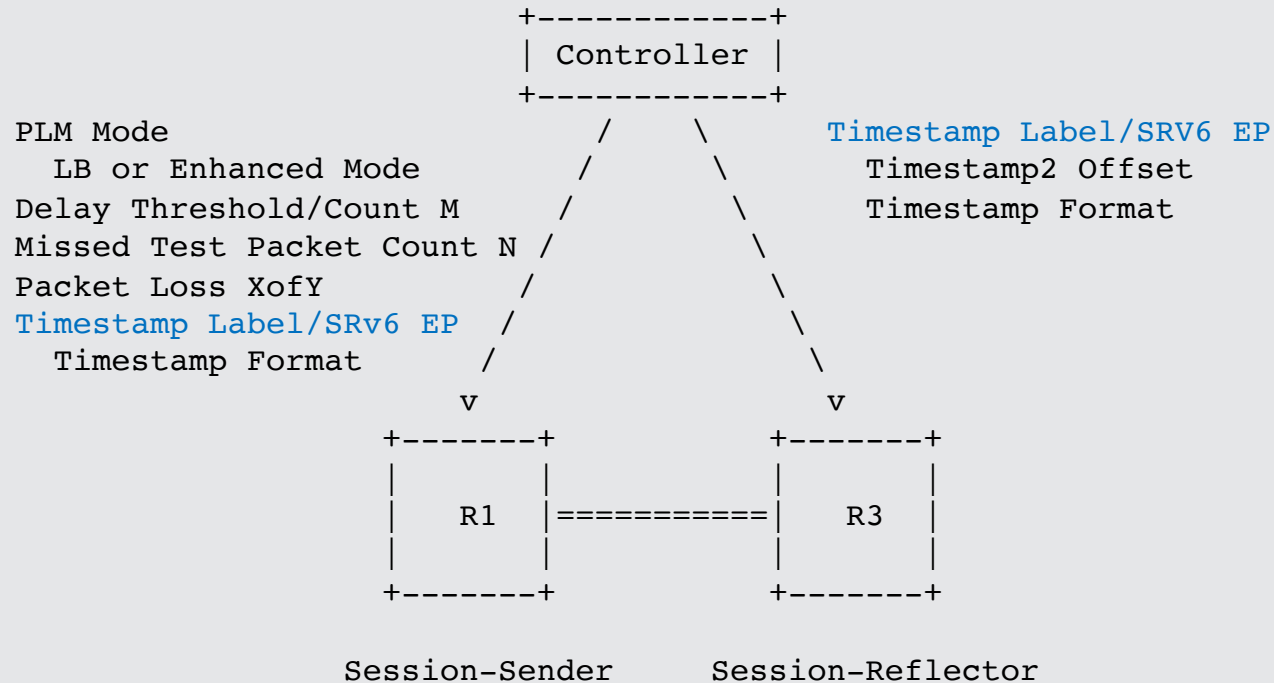 Controller
PLM Mode
LB or Enhanced Mode
Delay Threshold/Count M
Missed Test Packet Count N
Packet Loss XofY
Timestamp Label/SRv6 EP
Timestamp Format
Timestamp Label/SRV6 EP
Timestamp2 Offset
Timestamp Format
v v
R1 R3
Session-Sender Session-Reflector